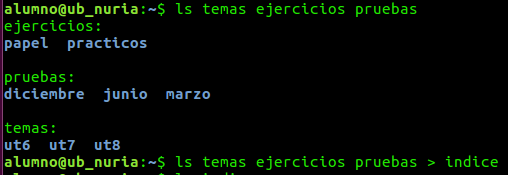 alumno@ub_nuria:~$ ls temas ejercicios pruebas
ejercicios:
papel  practicos
pruebas:
diciembre  junio  marzo
temas:
ut6  ut7  ut8
alumno@ub_nuria:~$ ls temas ejercicios pruebas > indice